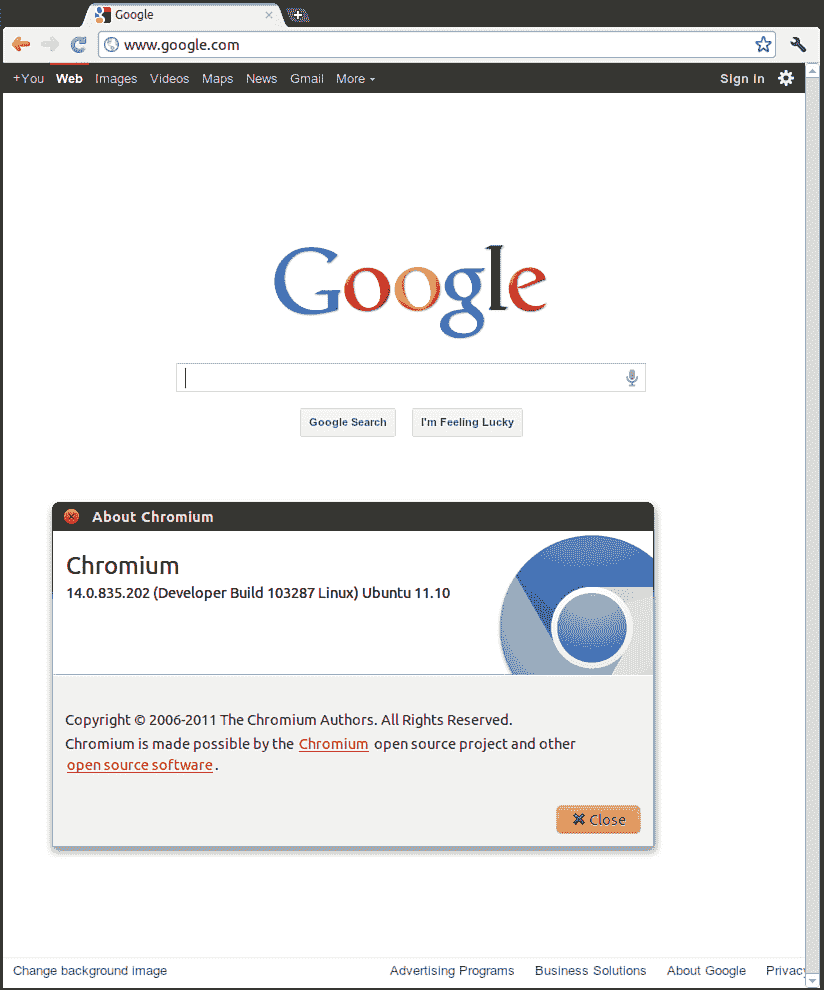 Google
www.google.com
+You Web Images Videos Maps News Gmail More Sign in
Google
Google Search I'm Feeling Lucky
About Chromium
Chromium
14.0.835.202 (Developer Build 103287 Linux) Ubuntu 11.10
Copyright © 2006-2011 The Chromium Authors. All Rights Reserved.
Chromium is made possible by the Chromium open source project and other
open source software.
Close
Change background image Advertising Programs Business Solutions About Google Privacy